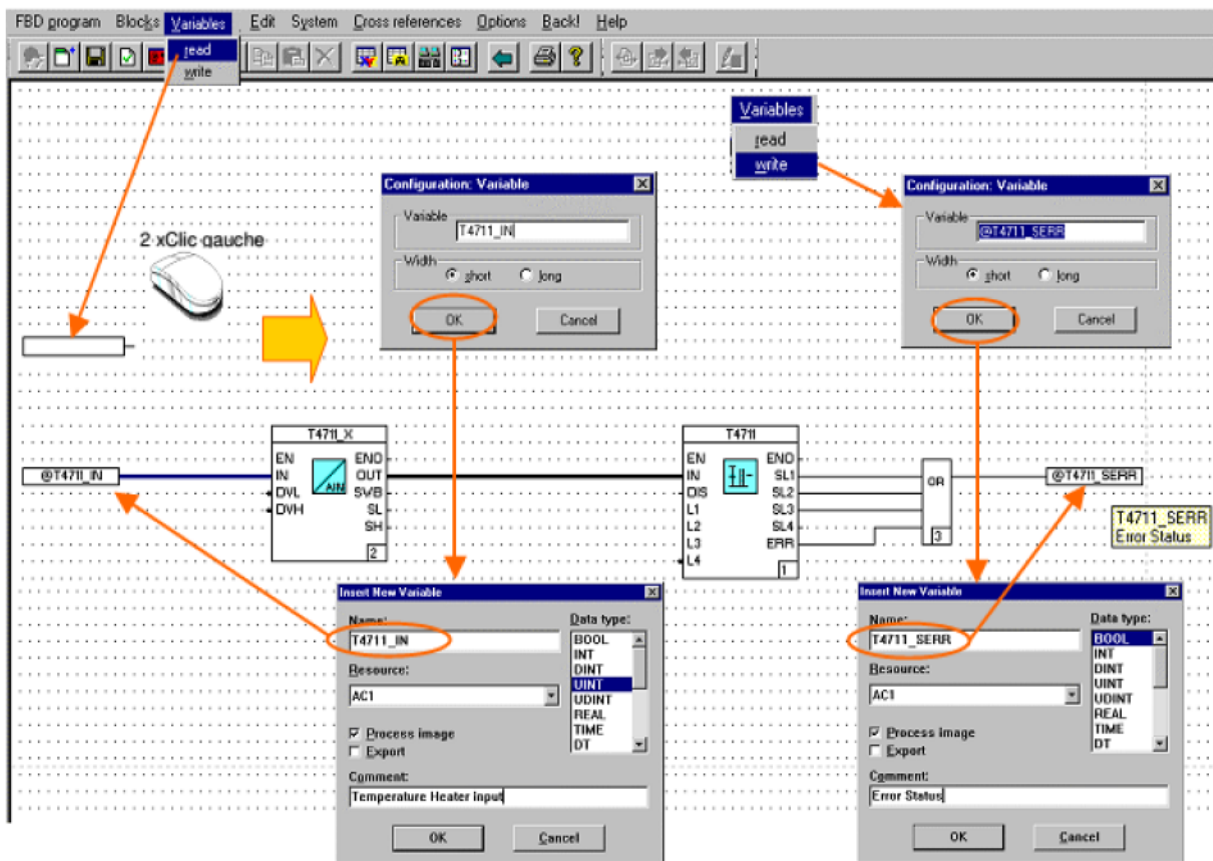 FBD program Blocks Variables Edit System Cross references Options Back! Help
read
write
Variables
read
write
Configuration: Variable
Variable
T4711_IN
Width
short long
OK Cancel
Configuration: Variable
Variable
@T4711_SERR
Width
short long
OK Cancel
2 xClic gauche
T4711_X
EN ENO
IN OUT
DVL SWB
DVH SL
SH
AIN
2
@T4711_IN
T4711
EN ENO
IN SL1
DIS SL2
L1 SL3
L2 SL4
L3 ERR
L4
1
OR
3
@T4711_SERR
T4711_SERR
Error Status
Insert New Variable
Name:
T4711_IN
Resource:
AC1
Process image
Export
Comment:
Temperature Heater input
OK Cancel
Data type:
BOOL
INT
DINT
UINT
UDINT
REAL
TIME
DT
Insert New Variable
Name:
T4711_SERR
Resource:
AC1
Process image
Export
Comment:
Error Status
OK Cancel
Data type:
BOOL
INT
DINT
UINT
UDINT
REAL
TIME
DT